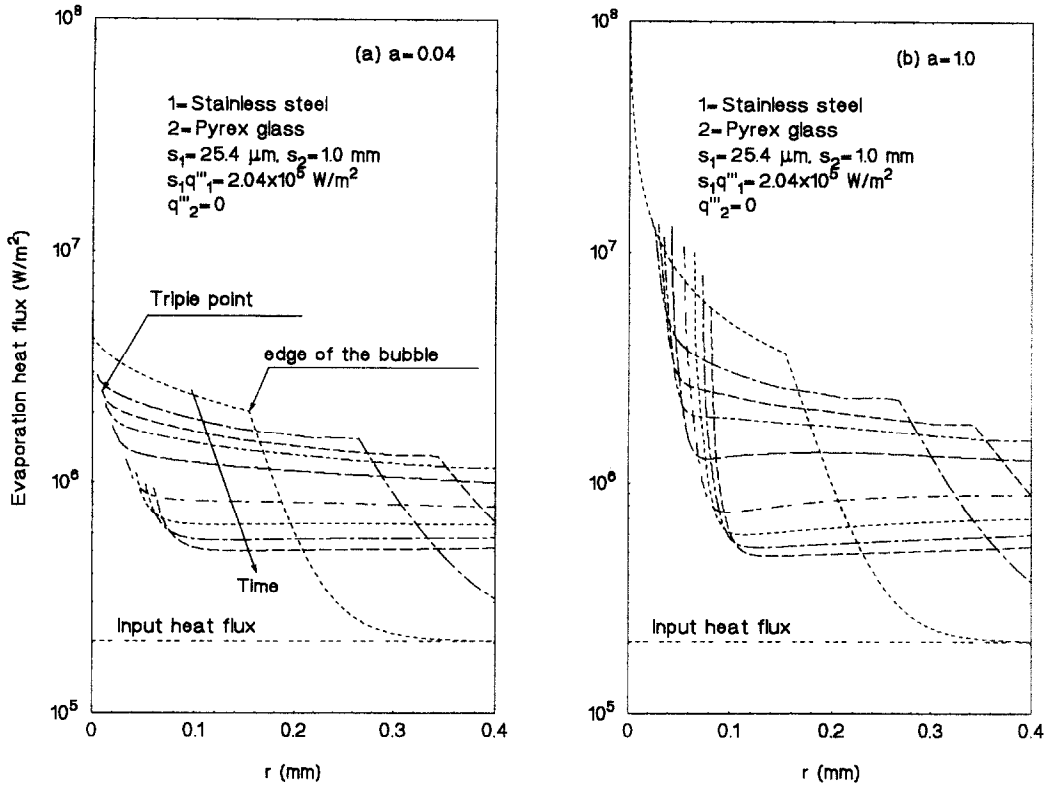 (a) a=0.04
1=Stainless steel
2=Pyrex glass
s₁=25.4 μm, s₂=1.0 mm
s₁q'''₁=2.04x10⁵ W/m²
q'''₂=0
Triple point
edge of the bubble
Time
Input heat flux
Evaporation heat flux (W/m²)
10⁸
10⁷
10⁶
10⁵
0 0.1 0.2 0.3 0.4
r (mm)
(b) a=1.0
1=Stainless steel
2=Pyrex glass
s₁=25.4 μm, s₂=1.0 mm
s₁q'''₁=2.04x10⁵ W/m²
q'''₂=0
Input heat flux
10⁸
10⁷
10⁶
10⁵
0 0.1 0.2 0.3 0.4
r (mm)